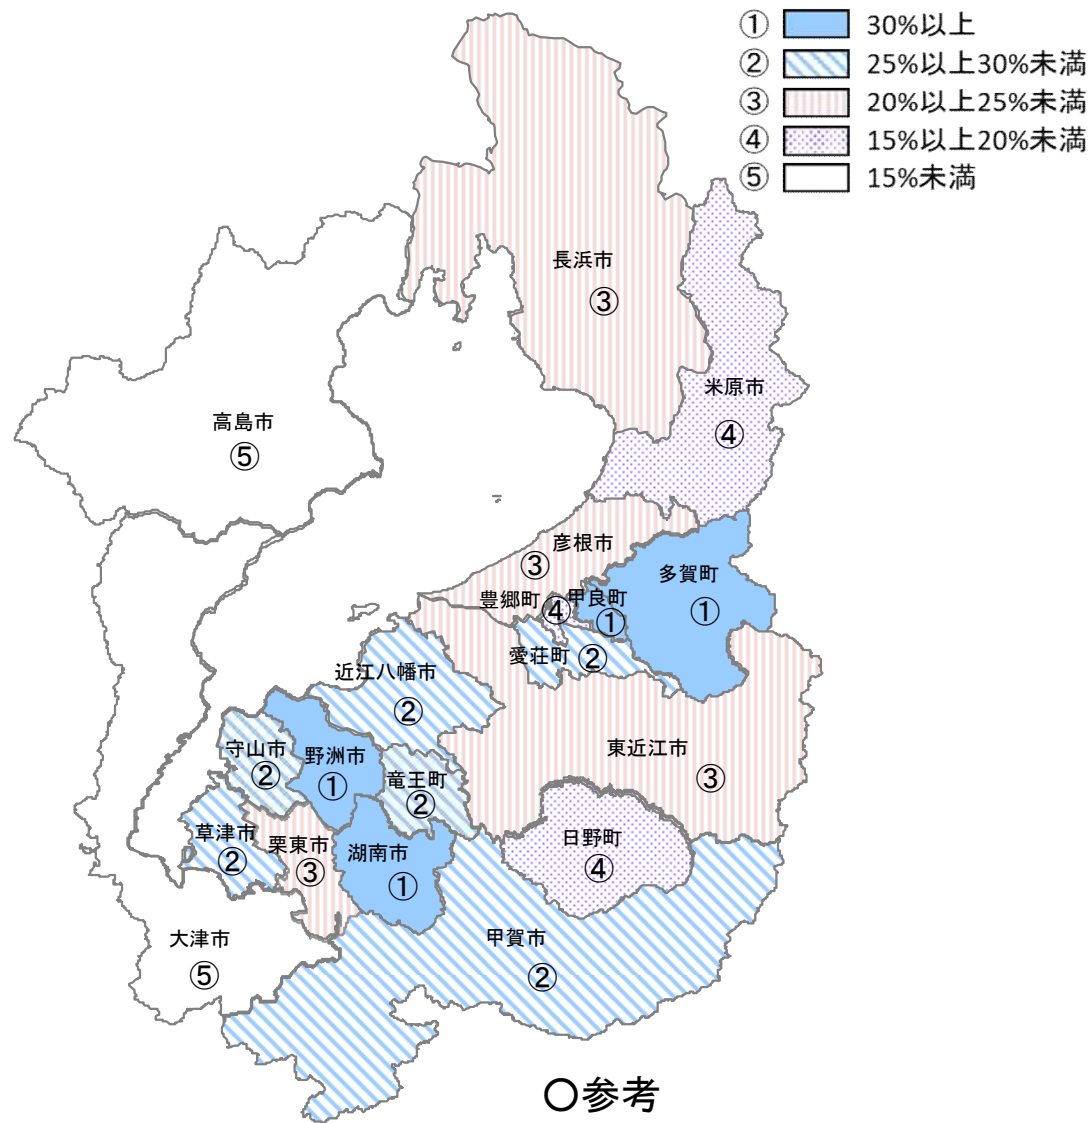 ① 30%以上
② 25%以上30%未満
③ 20%以上25%未満
④ 15%以上20%未満
⑤ 15%未満
長浜市
③
米原市
④
高島市
⑤
彦根市
③
多賀町
①
豊郷町
④
甲良町
①
愛荘町
②
近江八幡市
②
東近江市
③
守山市
②
野洲市
①
竜王町
②
草津市
②
栗東市
③
湖南市
①
日野町
④
大津市
⑤
甲賀市
②
○参考